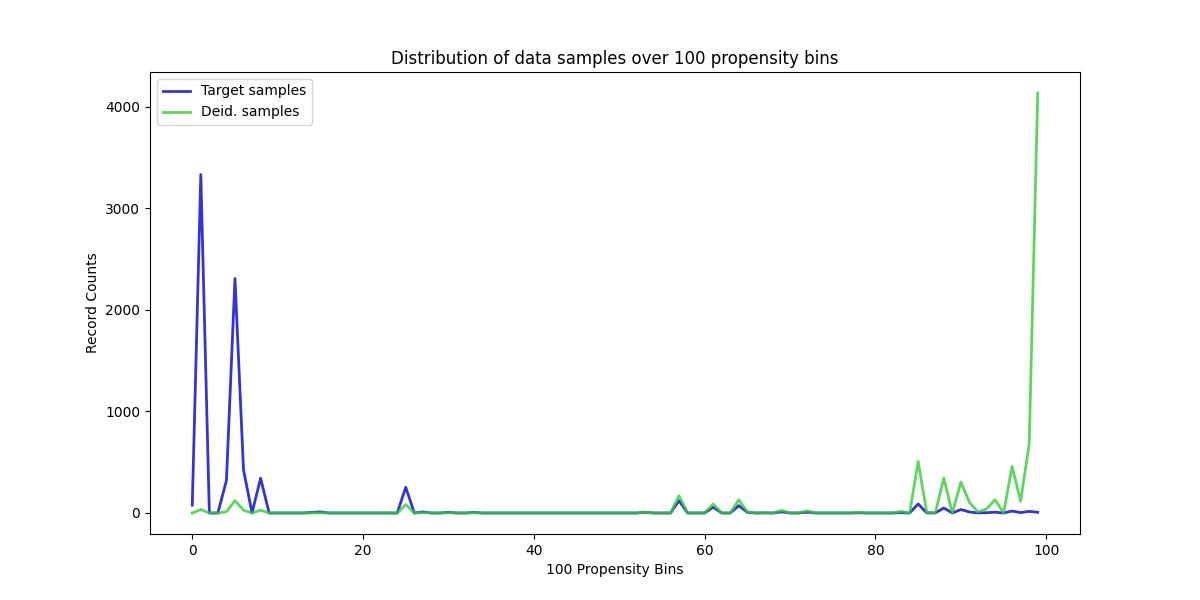 Distribution of data samples over 100 propensity bins
Target samples
Deid. samples
Record Counts
4000
3000
2000
1000
0
0 20 40 60 80 100
100 Propensity Bins